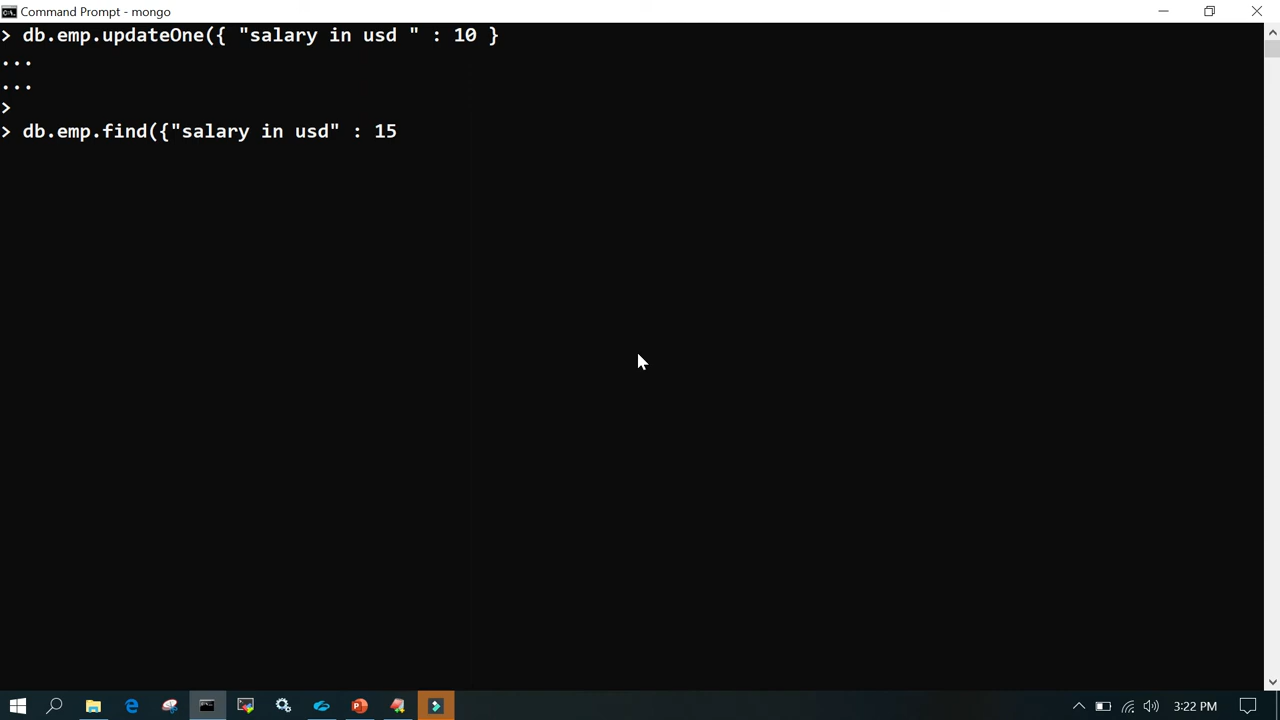 Command Prompt - mongo
> db.emp.updateOne({ "salary in usd " : 10 }
...
...
>
> db.emp.find({"salary in usd" : 15
3:22 PM